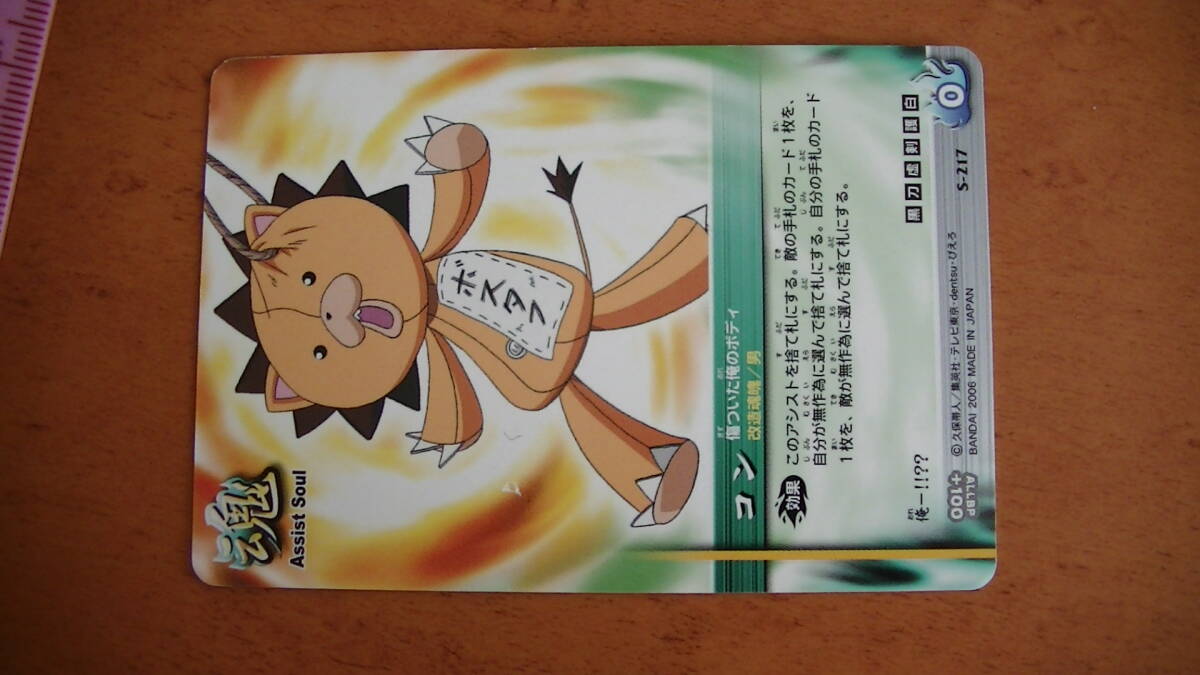 魂
Assist Soul
ボスタフ
コン
傷ついた俺のボディ
改造魂魄／男
効果
このアシストを捨て札にする。敵の手札のカード1枚を、
自分が無作為に選んで捨て札にする。自分の手札のカード
1枚を、敵が無作為に選んで捨て札にする。
黒 刀 虚 刺 護 自
俺ー!!??
ALLBP
+100
© 久保帯人／集英社・テレビ東京・dentsu・ぴえろ
BANDAI 2006 MADE IN JAPAN
S-217
0